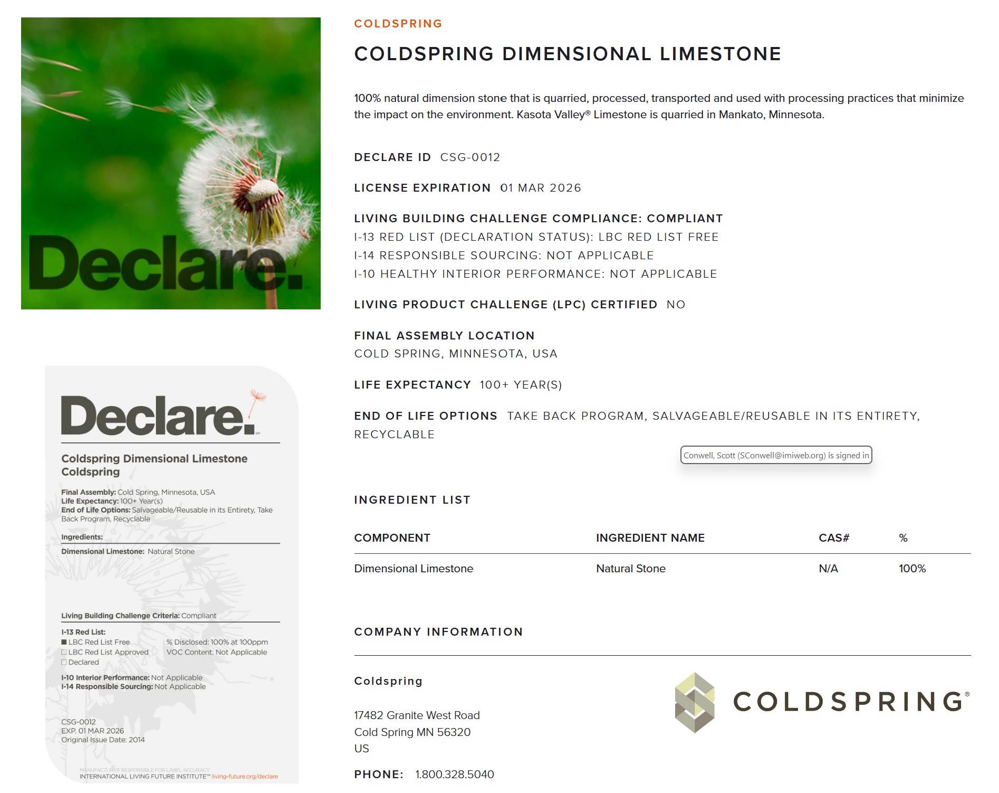 Declare.
COLDSPRING
COLDSPRING DIMENSIONAL LIMESTONE
100% natural dimension stone that is quarried, processed, transported and used with processing practices that minimize
the impact on the environment. Kasota Valley® Limestone is quarried in Mankato, Minnesota.
DECLARE ID CSG-0012
LICENSE EXPIRATION 01 MAR 2026
LIVING BUILDING CHALLENGE COMPLIANCE: COMPLIANT
I-13 RED LIST (DECLARATION STATUS): LBC RED LIST FREE
I-14 RESPONSIBLE SOURCING: NOT APPLICABLE
I-10 HEALTHY INTERIOR PERFORMANCE: NOT APPLICABLE
LIVING PRODUCT CHALLENGE (LPC) CERTIFIED NO
FINAL ASSEMBLY LOCATION
COLD SPRING, MINNESOTA, USA
LIFE EXPECTANCY 100+ YEAR(S)
END OF LIFE OPTIONS TAKE BACK PROGRAM, SALVAGEABLE/REUSABLE IN ITS ENTIRETY,
RECYCLABLE
Conwell, Scott (SConwell@imiweb.org) is signed in
INGREDIENT LIST
COMPONENT INGREDIENT NAME CAS# %
Dimensional Limestone Natural Stone N/A 100%
COMPANY INFORMATION
Coldspring
17482 Granite West Road
Cold Spring MN 56320
US
PHONE: 1.800.328.5040
COLDSPRING®
Declare.℠
Coldspring Dimensional Limestone
Coldspring
Final Assembly: Cold Spring, Minnesota, USA
Life Expectancy: 100+ Year(s)
End of Life Options: Salvageable/Reusable in its Entirety, Take
Back Program, Recyclable
Ingredients:
Dimensional Limestone: Natural Stone
Living Building Challenge Criteria: Compliant
I-13 Red List:
■ LBC Red List Free % Disclosed: 100% at 100ppm
□ LBC Red List Approved VOC Content: Not Applicable
□ Declared
I-10 Interior Performance: Not Applicable
I-14 Responsible Sourcing: Not Applicable
CSG-0012
EXP. 01 MAR 2026
Original Issue Date: 2014
MANUFACTURER RESPONSIBLE FOR LABEL ACCURACY
INTERNATIONAL LIVING FUTURE INSTITUTE™ living-future.org/declare